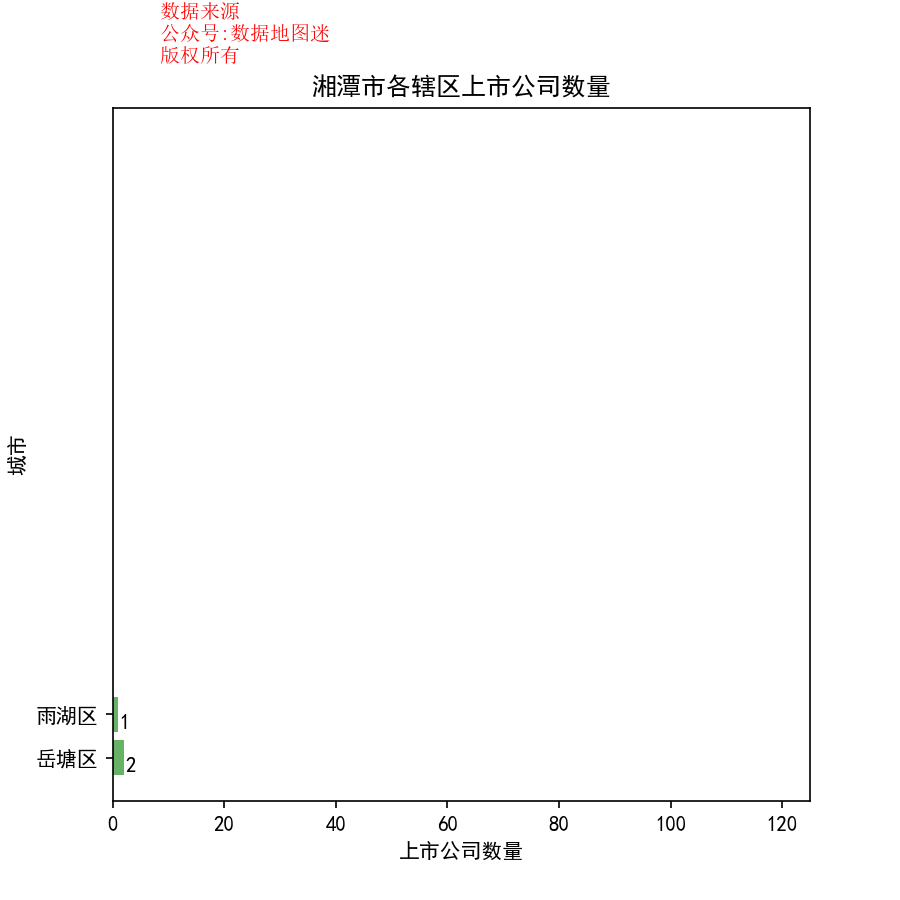 数据来源
公众号:数据地图迷
版权所有
湘潭市各辖区上市公司数量
城市
雨湖区 1
岳塘区 2
0 20 40 60 80 100 120
上市公司数量